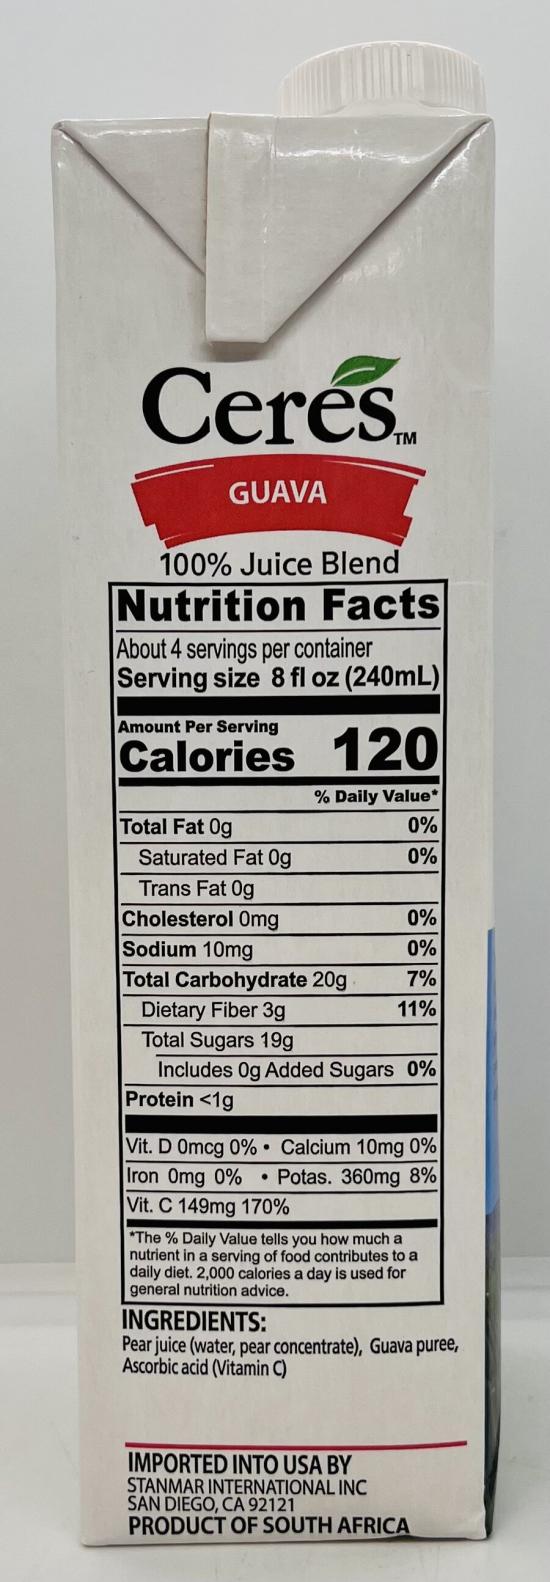 Ceres™
GUAVA
100% Juice Blend
Nutrition Facts
About 4 servings per container
Serving size 8 fl oz (240mL)
Amount Per Serving
Calories 120
% Daily Value*
Total Fat 0g 0%
Saturated Fat 0g 0%
Trans Fat 0g
Cholesterol 0mg 0%
Sodium 10mg 0%
Total Carbohydrate 20g 7%
Dietary Fiber 3g 11%
Total Sugars 19g
Includes 0g Added Sugars 0%
Protein <1g
Vit. D 0mcg 0% • Calcium 10mg 0%
Iron 0mg 0% • Potas. 360mg 8%
Vit. C 149mg 170%
*The % Daily Value tells you how much a
nutrient in a serving of food contributes to a
daily diet. 2,000 calories a day is used for
general nutrition advice.
INGREDIENTS:
Pear juice (water, pear concentrate), Guava puree,
Ascorbic acid (Vitamin C)
IMPORTED INTO USA BY
STANMAR INTERNATIONAL INC
SAN DIEGO, CA 92121
PRODUCT OF SOUTH AFRICA